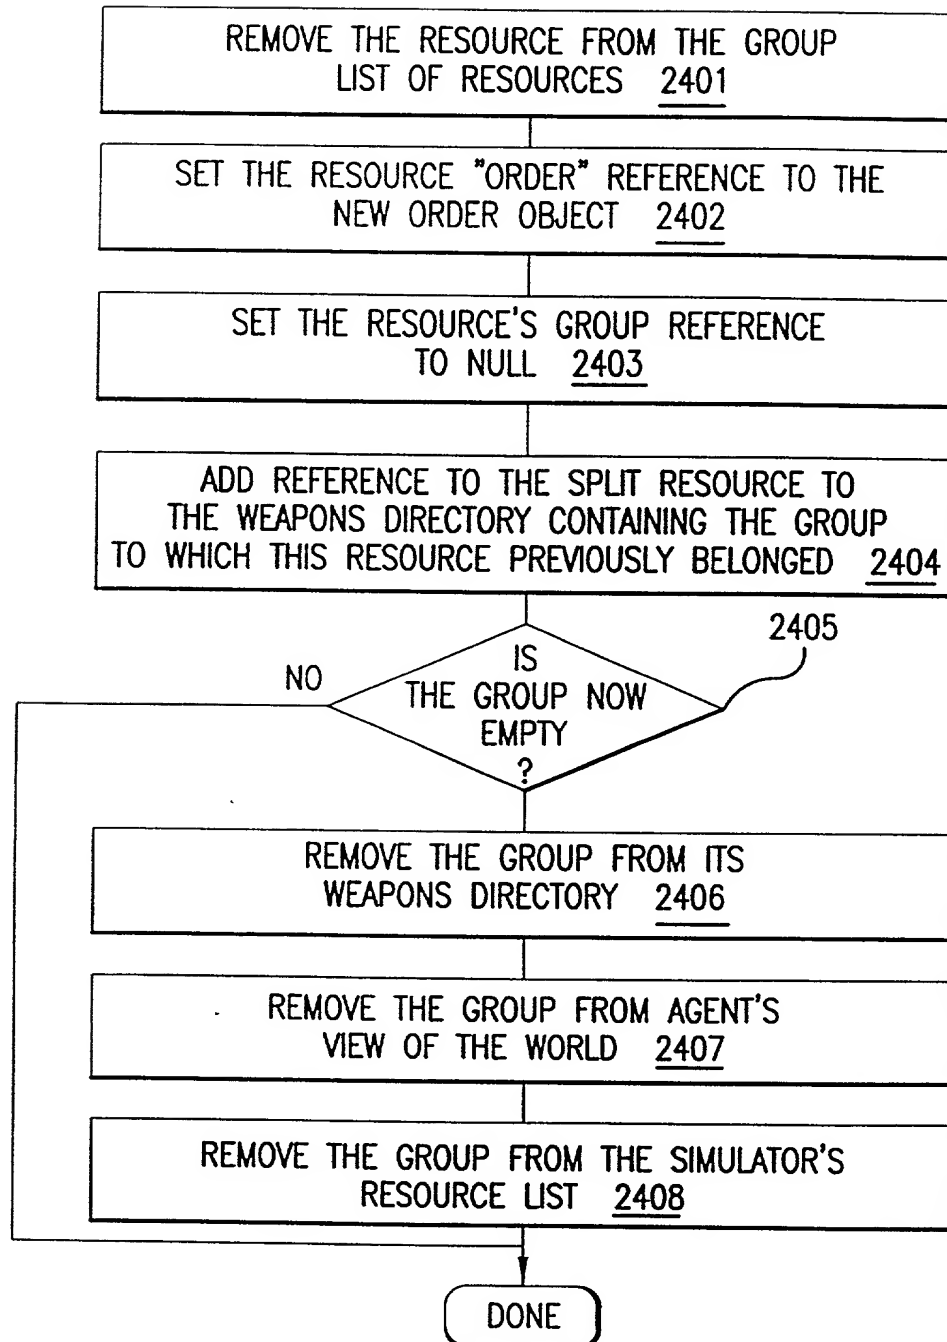 REMOVE THE RESOURCE FROM THE GROUP
LIST OF RESOURCES 2401
SET THE RESOURCE "ORDER" REFERENCE TO THE
NEW ORDER OBJECT 2402
SET THE RESOURCE'S GROUP REFERENCE
TO NULL 2403
ADD REFERENCE TO THE SPLIT RESOURCE TO
THE WEAPONS DIRECTORY CONTAINING THE GROUP
TO WHICH THIS RESOURCE PREVIOUSLY BELONGED 2404
2405
NO
IS
THE GROUP NOW
EMPTY
?
REMOVE THE GROUP FROM ITS
WEAPONS DIRECTORY 2406
REMOVE THE GROUP FROM AGENT'S
VIEW OF THE WORLD 2407
REMOVE THE GROUP FROM THE SIMULATOR'S
RESOURCE LIST 2408
DONE